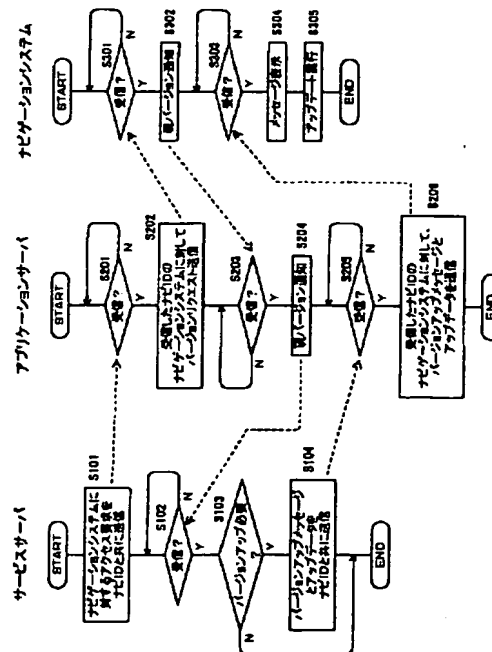 サービスサーバ
START
S101
ナビゲーションシステムに
対するアクセス要求を
ナビIDと共に送信
S102
受信?
N
Y
S103
バージョンアップ必要
?
N
Y
S104
バージョンアップメッセージ
とアップデータを
ナビIDと共に送信
END
アプリケーションサーバ
START
S201
受信?
N
Y
S202
受信したナビIDの
ナビゲーションシステムに対して
バージョンリクエスト送信
S203
受信?
N
Y
S204
現バージョン通知
S205
受信?
N
Y
S206
受信したナビIDの
ナビゲーションシステムに対して、
バージョンアップメッセージと
アップデータを送信
END
ナビゲーションシステム
START
S301
受信?
N
Y
S302
現バージョン通知
S303
受信?
N
Y
S304
メッセージ表示
S305
アップデート実行
END